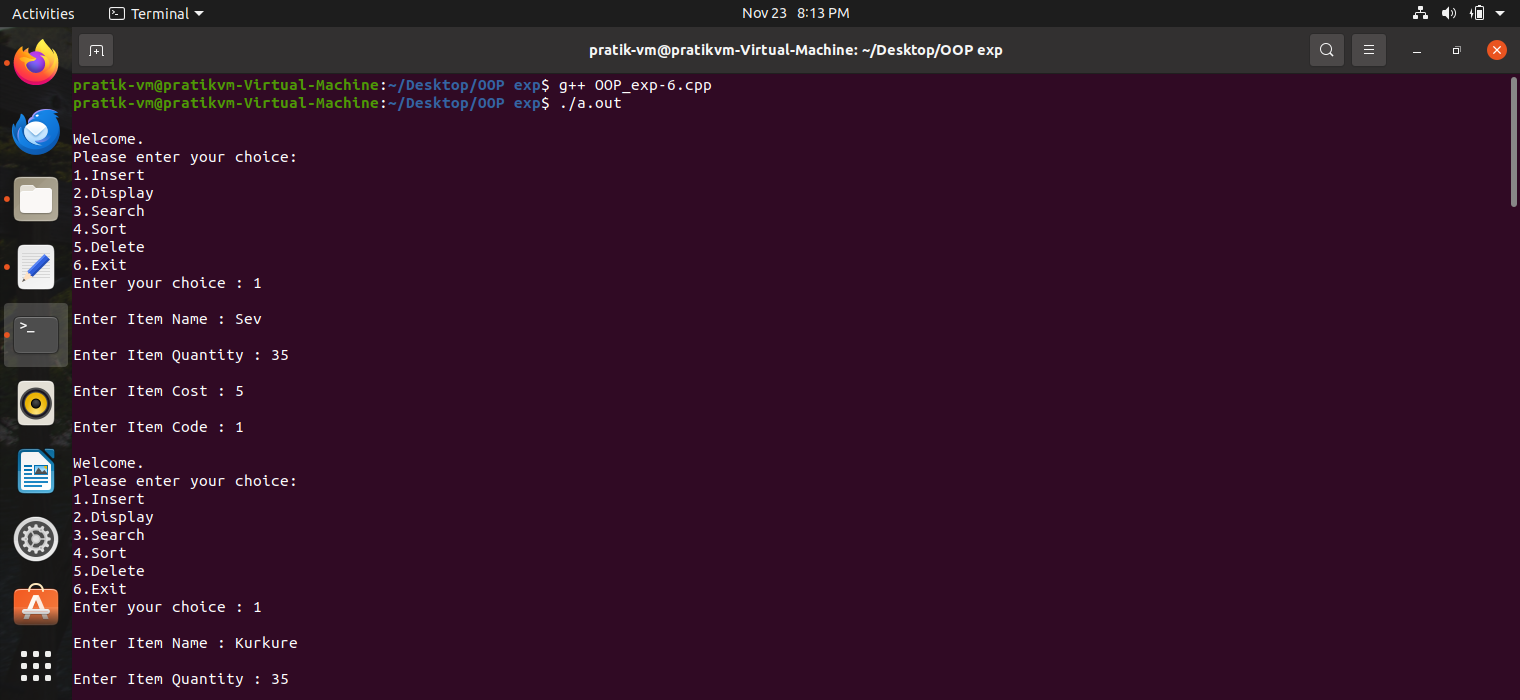 Activities
Terminal
Nov 23 8:13 PM
pratik-vm@pratikvm-Virtual-Machine: ~/Desktop/OOP exp
pratik-vm@pratikvm-Virtual-Machine:~/Desktop/OOP exp$ g++ OOP_exp-6.cpp
pratik-vm@pratikvm-Virtual-Machine:~/Desktop/OOP exp$ ./a.out
Welcome.
Please enter your choice:
1.Insert
2.Display
3.Search
4.Sort
5.Delete
6.Exit
Enter your choice : 1
Enter Item Name : Sev
Enter Item Quantity : 35
Enter Item Cost : 5
Enter Item Code : 1
Welcome.
Please enter your choice:
1.Insert
2.Display
3.Search
4.Sort
5.Delete
6.Exit
Enter your choice : 1
Enter Item Name : Kurkure
Enter Item Quantity : 35